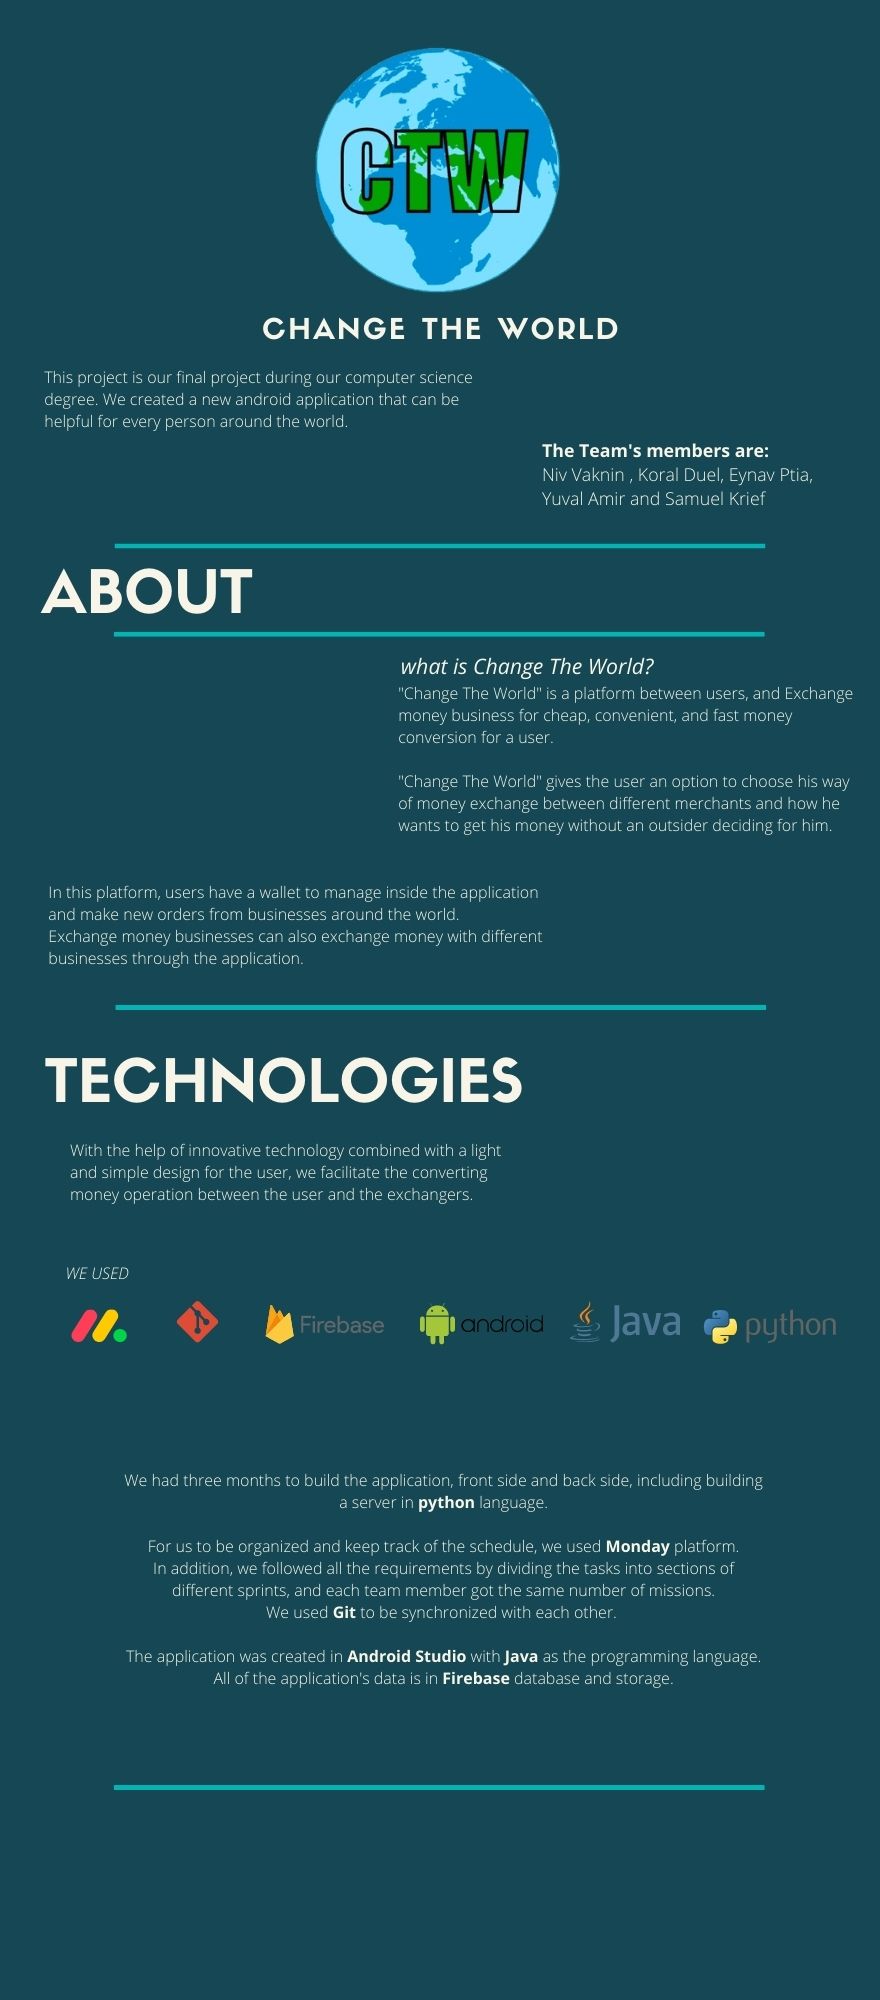 CTW
CHANGE THE WORLD
This project is our final project during our computer science
degree. We created a new android application that can be
helpful for every person around the world.
The Team's members are:
Niv Vaknin , Koral Duel, Eynav Ptia,
Yuval Amir and Samuel Krief
ABOUT
what is Change The World?
"Change The World" is a platform between users, and Exchange
money business for cheap, convenient, and fast money
conversion for a user.
"Change The World" gives the user an option to choose his way
of money exchange between different merchants and how he
wants to get his money without an outsider deciding for him.
In this platform, users have a wallet to manage inside the application
and make new orders from businesses around the world.
Exchange money businesses can also exchange money with different
businesses through the application.
TECHNOLOGIES
With the help of innovative technology combined with a light
and simple design for the user, we facilitate the converting
money operation between the user and the exchangers.
WE USED
Firebase android Java python
We had three months to build the application, front side and back side, including building
a server in python language.
For us to be organized and keep track of the schedule, we used Monday platform.
In addition, we followed all the requirements by dividing the tasks into sections of
different sprints, and each team member got the same number of missions.
We used Git to be synchronized with each other.
The application was created in Android Studio with Java as the programming language.
All of the application's data is in Firebase database and storage.